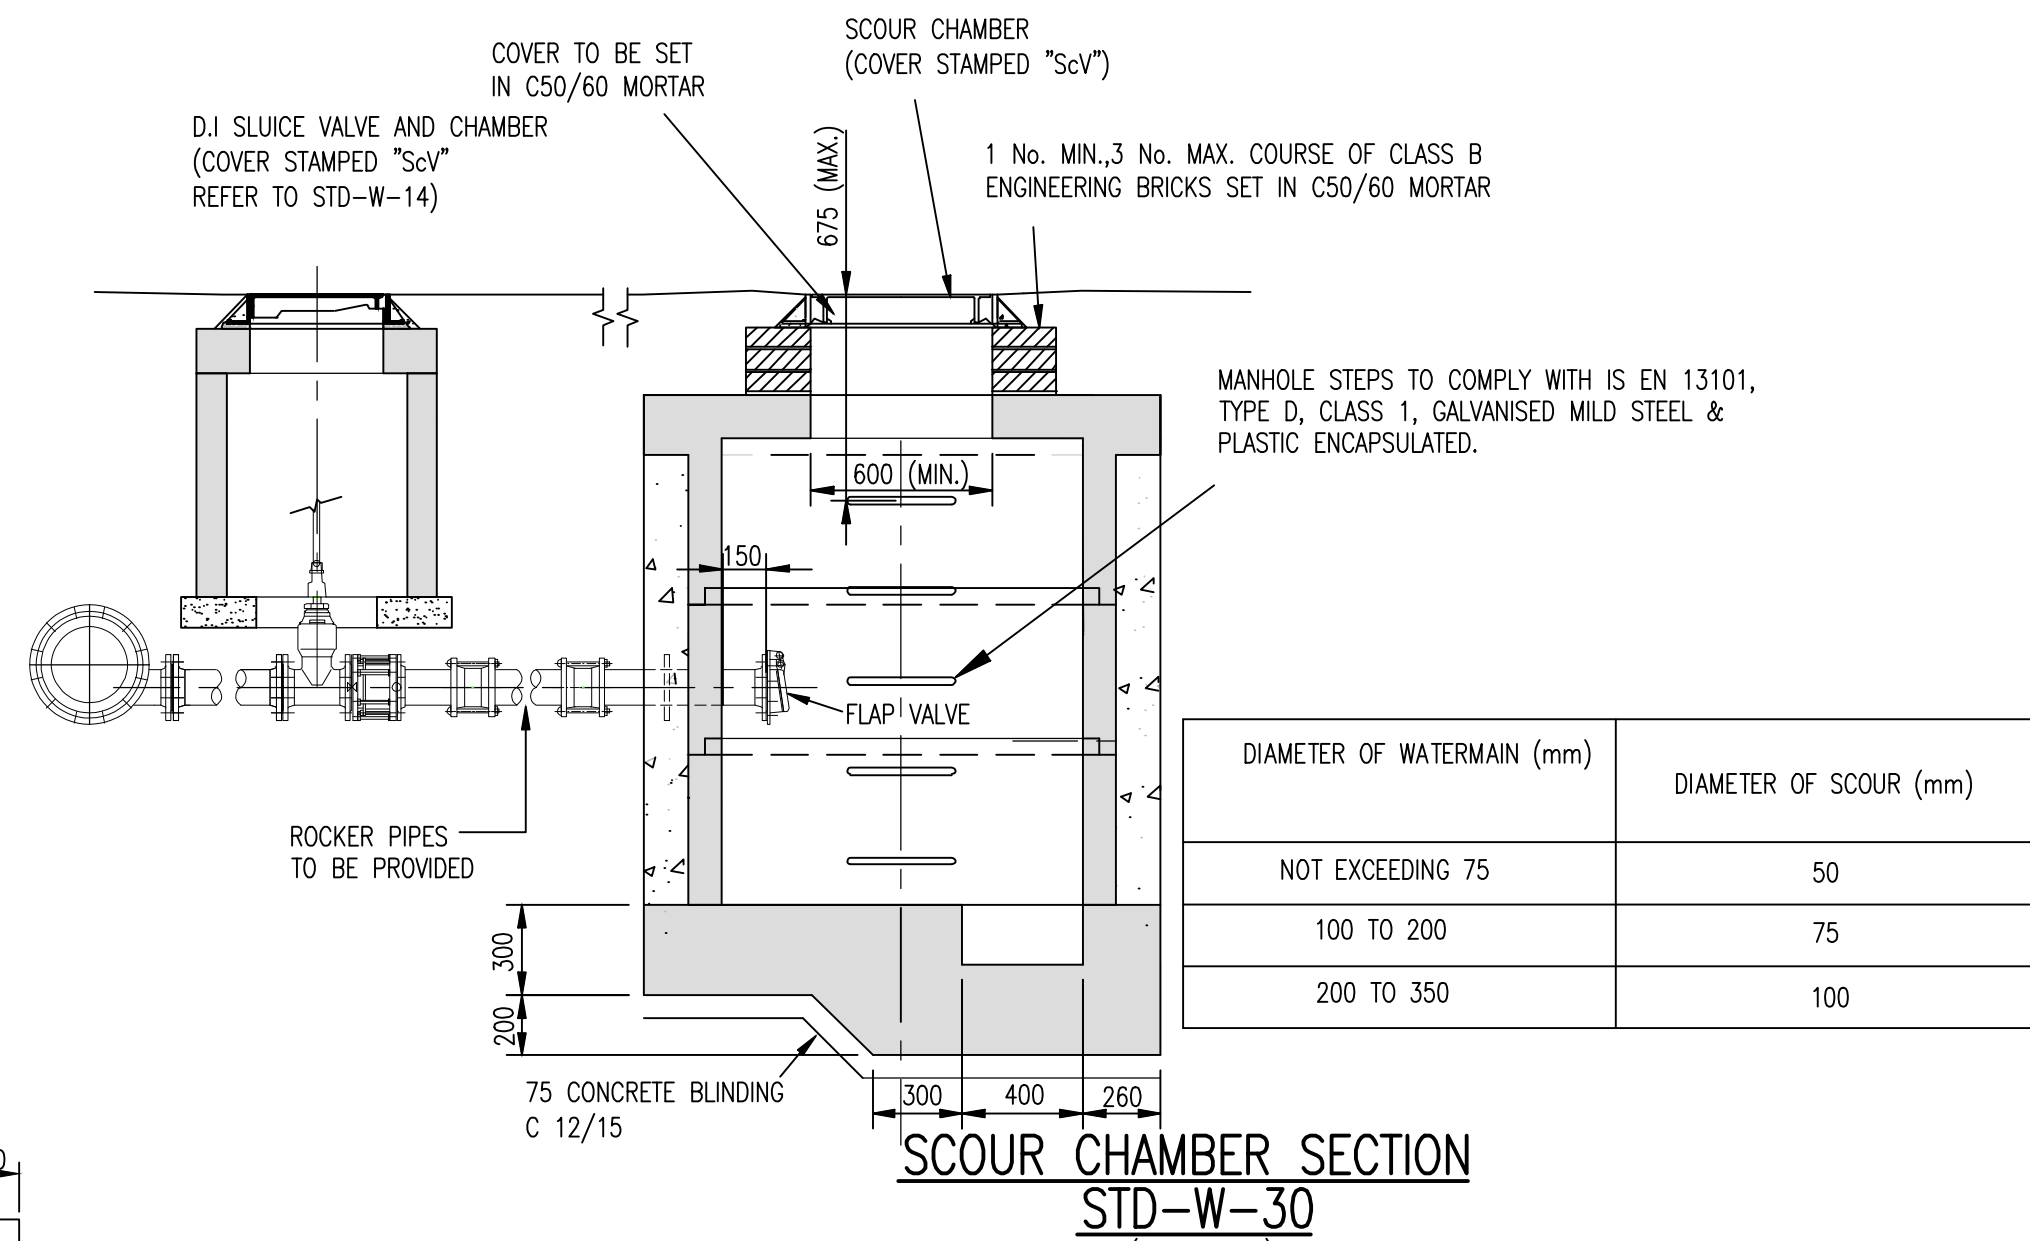 SCOUR CHAMBER
(COVER STAMPED "ScV")
COVER TO BE SET
IN C50/60 MORTAR
D.I SLUICE VALVE AND CHAMBER
(COVER STAMPED "ScV"
REFER TO STD-W-14)
675 (MAX.)
1 No. MIN.,3 No. MAX. COURSE OF CLASS B
ENGINEERING BRICKS SET IN C50/60 MORTAR
MANHOLE STEPS TO COMPLY WITH IS EN 13101,
TYPE D, CLASS 1, GALVANISED MILD STEEL &
PLASTIC ENCAPSULATED.
600 (MIN.)
150
FLAP VALVE
ROCKER PIPES
TO BE PROVIDED
DIAMETER OF WATERMAIN (mm)
DIAMETER OF SCOUR (mm)
NOT EXCEEDING 75
50
100 TO 200
75
200 TO 350
100
300
200
75 CONCRETE BLINDING
C 12/15
300
400
260
SCOUR CHAMBER SECTION
STD-W-30